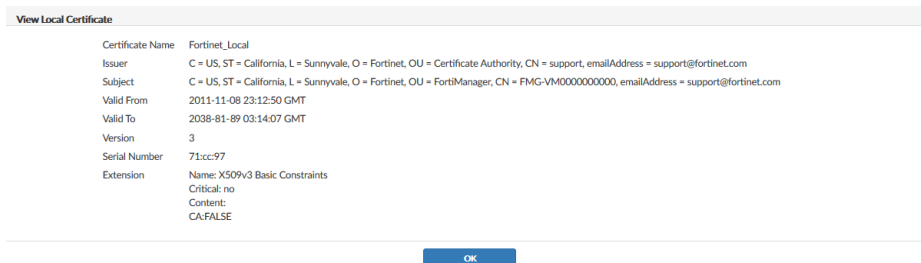 View Local Certificate
Certificate Name Fortinet_Local
Issuer C = US, ST = California, L = Sunnyvale, O = Fortinet, OU = Certificate Authority, CN = support, emailAddress = support@fortinet.com
Subject C = US, ST = California, L = Sunnyvale, O = Fortinet, OU = FortiManager, CN = FMG-VM0000000000, emailAddress = support@fortinet.com
Valid From 2011-11-08 23:12:50 GMT
Valid To 2038-81-89 03:14:07 GMT
Version 3
Serial Number 71:cc:97
Extension Name: X509v3 Basic Constraints
Critical: no
Content:
CA:FALSE
OK